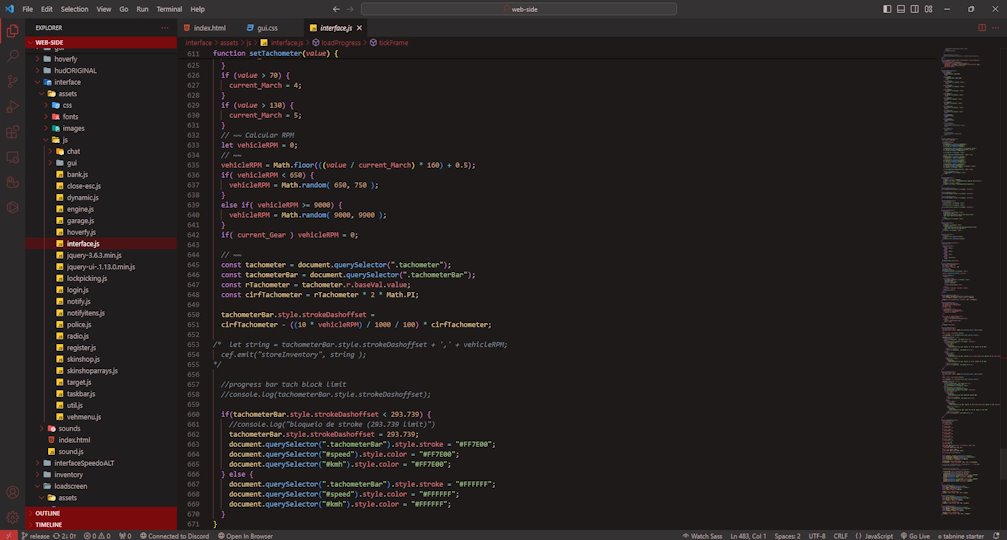 File Edit Selection View Go Run Terminal Help
web-side
EXPLORER
index.html
gui.css
interface.js
WEB-SIDE
interface > assets > js > interface.js > loadProgress > tickFrame
gui
hoverfy
hudORIGINAL
interface
assets
css
fonts
images
js
chat
gui
bank.js
close-esc.js
dynamic.js
engine.js
garage.js
hoverfy.js
interface.js
jquery-3.6.3.min.js
jquery-ui-.1.13.0.min.js
lockpicking.js
login.js
notify.js
notifyitens.js
police.js
radio.js
register.js
skinshop.js
skinshoparrays.js
target.js
taskbar.js
util.js
vehmenu.js
sounds
index.html
sound.js
interfaceSpeedoALT
inventory
loadscreen
assets
OUTLINE
TIMELINE
611 function setTachometer(value) {
625 }
626 if (value > 70) {
627 current_March = 4;
628 }
629 if (value > 130) {
630 current_March = 5;
631 }
632 // ~~ Calcular RPM
633 let vehicleRPM = 0;
634 // ~~
635 vehicleRPM = Math.floor(((value / current_March) * 160) + 0.5);
636 if( vehicleRPM < 650) {
637 vehicleRPM = Math.random( 650, 750 );
638 }
639 else if( vehicleRPM >= 9000) {
640 vehicleRPM = Math.random( 9000, 9900 );
641 }
642 if( current_Gear ) vehicleRPM = 0;
643
644 // ~~
645 const tachometer = document.querySelector(".tachometer");
646 const tachometerBar = document.querySelector(".tachometerBar");
647 const rTachometer = tachometer.r.baseVal.value;
648 const cirfTachometer = rTachometer * 2 * Math.PI;
649
650 tachometerBar.style.strokeDashoffset =
651 cirfTachometer - ((10 * vehicleRPM) / 1000 / 100) * cirfTachometer;
652
653 /* let string = tachometerBar.style.strokeDashoffset + ',' + vehicleRPM;
654 cef.emit("storeInventory", string );
655 */
656
657 //progress bar tach block limit
658 //console.log(tachometerBar.style.strokeDashoffset);
659
660 if(tachometerBar.style.strokeDashoffset < 293.739) {
661 //console.log("bloqueio de stroke (293.739 limit)")
662 tachometerBar.style.strokeDashoffset = 293.739;
663 document.querySelector(".tachometerBar").style.stroke = "#FF7E00";
664 document.querySelector("#speed").style.color = "#FF7E00";
665 document.querySelector("#kmh").style.color = "#FF7E00";
666 } else {
667 document.querySelector(".tachometerBar").style.stroke = "#FFFFFF";
668 document.querySelector("#speed").style.color = "#FFFFFF";
669 document.querySelector("#kmh").style.color = "#FFFFFF";
670 }
671 }
release 2↓ 0↑ 0 0 0 Connected to Discord Open In Browser Watch Sass Ln 483, Col 1 Spaces: 2 UTF-8 CRLF {} JavaScript Go Live tabnine starter